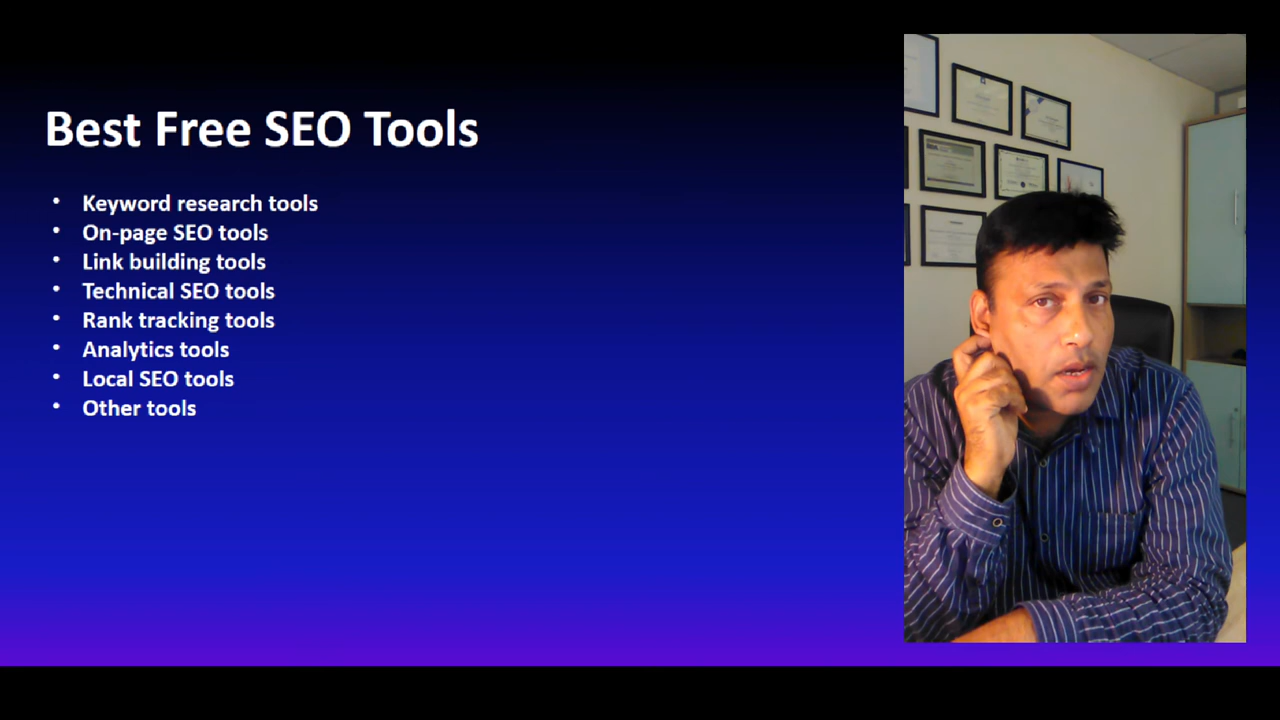 Best Free SEO Tools
• Keyword research tools
• On-page SEO tools
• Link building tools
• Technical SEO tools
• Rank tracking tools
• Analytics tools
• Local SEO tools
• Other tools